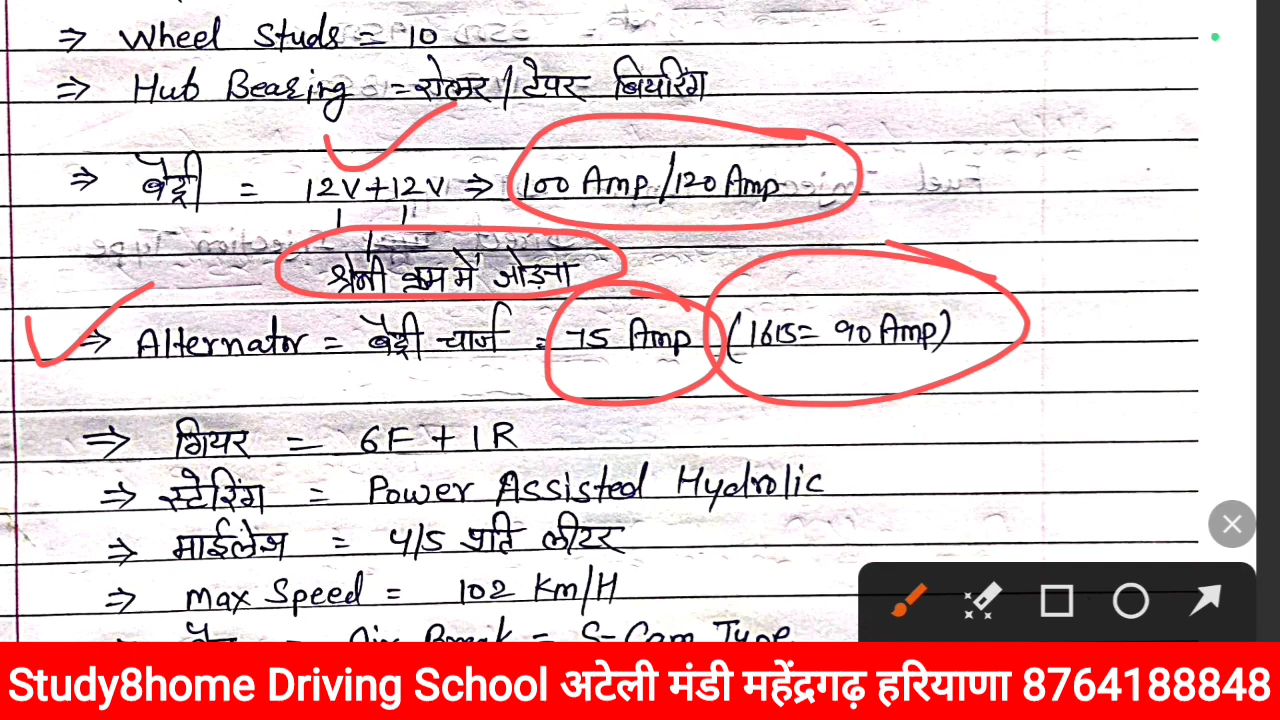 ⇒ Wheel Studs = 10
⇒ Hub Bearing = रोलर / टेपर बियरिंग
⇒ बैट्री = 12V + 12V ⇒ 100 Amp / 120 Amp
श्रेनी क्रम में जोड़ना
⇒ Alternator = बैट्री चार्ज = 75 Amp (1615 = 90 Amp)
⇒ गियर = 6F + 1R
⇒ स्टेरिंग = Power Assisted Hydrolic
⇒ माईलेज = 4/5 प्रति लीटर
⇒ max Speed = 102 Km/H
= S-Cam Type
Study8home Driving School अटेली मंडी महेंद्रगढ़ हरियाणा 8764188848